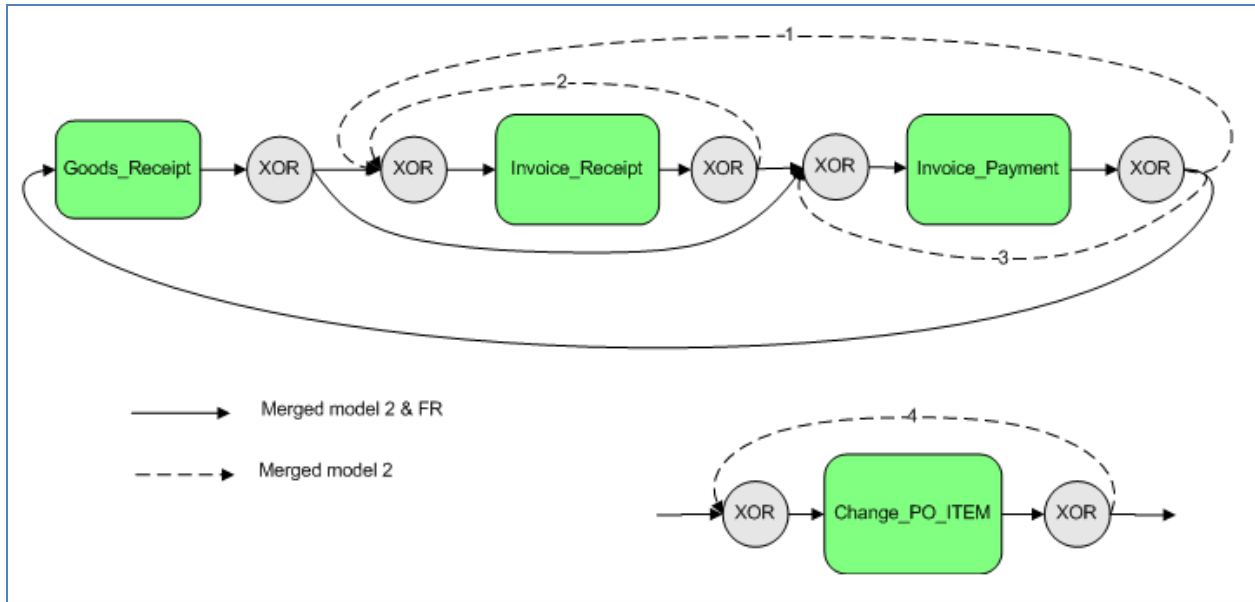 1
2
Goods_Receipt
XOR
XOR
Invoice_Receipt
XOR
XOR
Invoice_Payment
XOR
3
Merged model 2 & FR
Merged model 2
4
XOR
Change_PO_ITEM
XOR